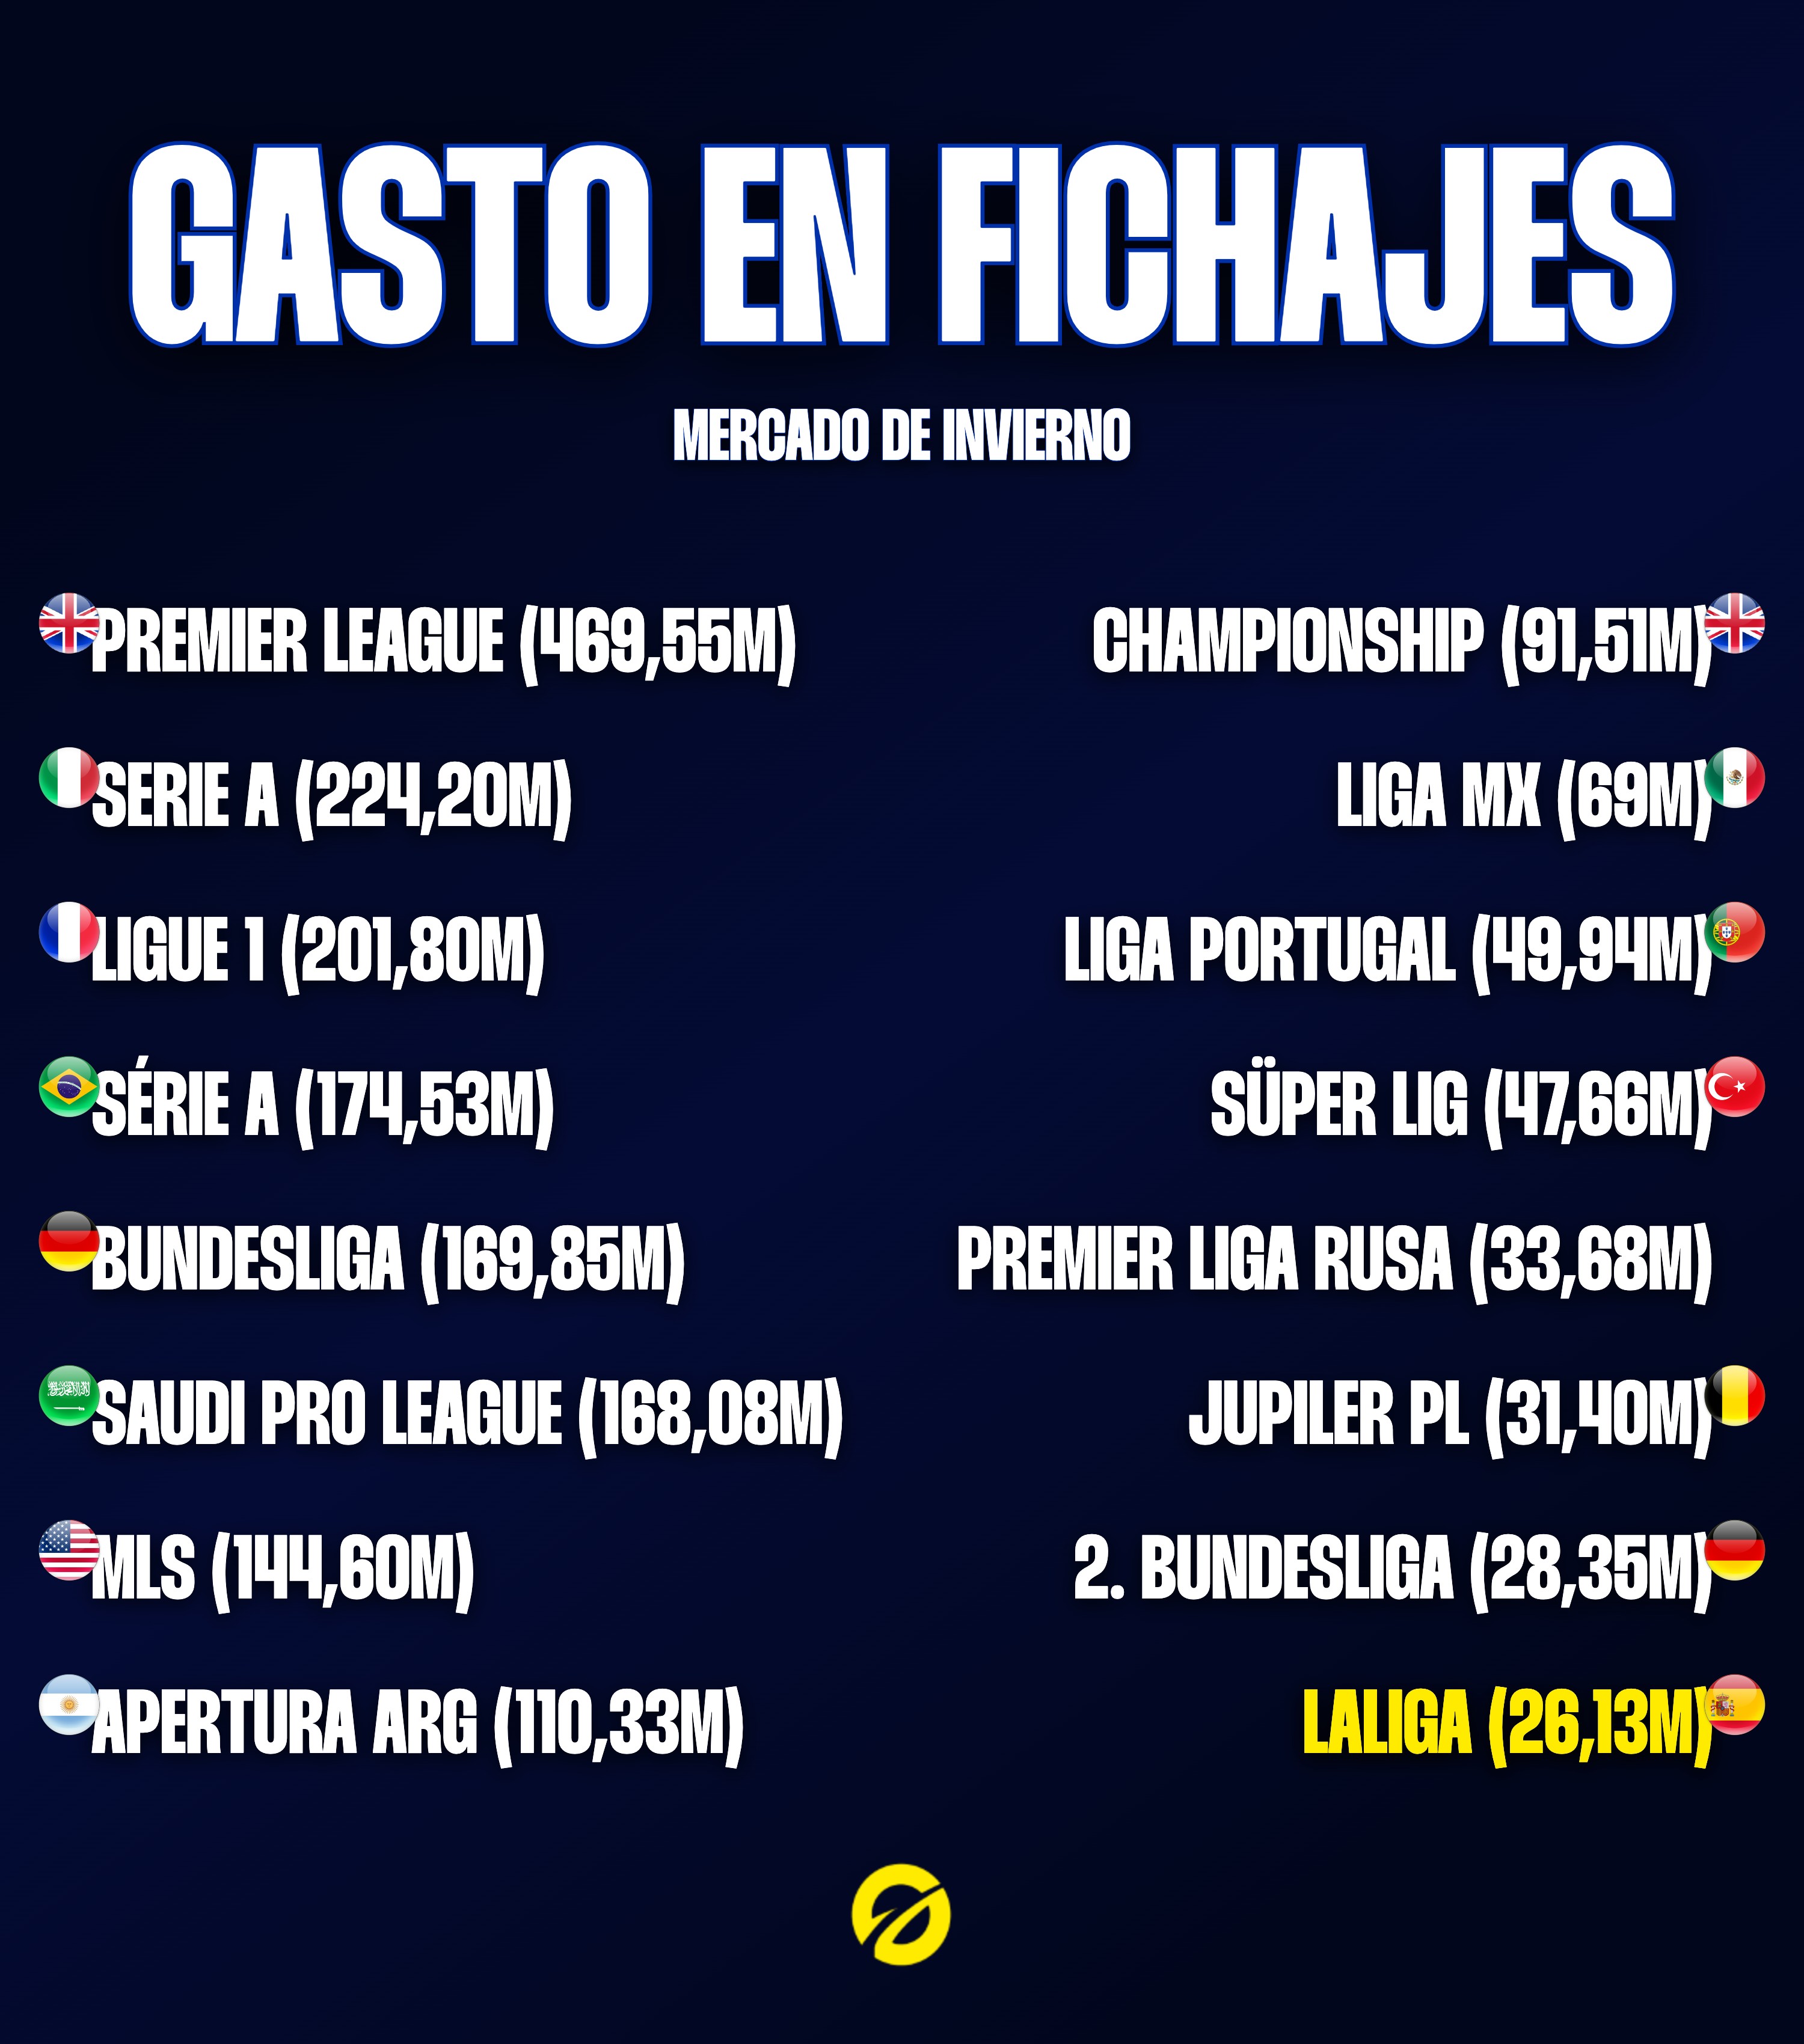 GASTO EN FICHAJES
MERCADO DE INVIERNO
PREMIER LEAGUE (469,55M)
SERIE A (224,20M)
LIGUE 1 (201,80M)
SÉRIE A (174,53M)
BUNDESLIGA (169,85M)
SAUDI PRO LEAGUE (168,08M)
MLS (144,60M)
APERTURA ARG (110,33M)
CHAMPIONSHIP (91,51M)
LIGA MX (69M)
LIGA PORTUGAL (49,94M)
SÜPER LIG (47,66M)
PREMIER LIGA RUSA (33,68M)
JUPILER PL (31,40M)
2. BUNDESLIGA (28,35M)
LALIGA (26,13M)